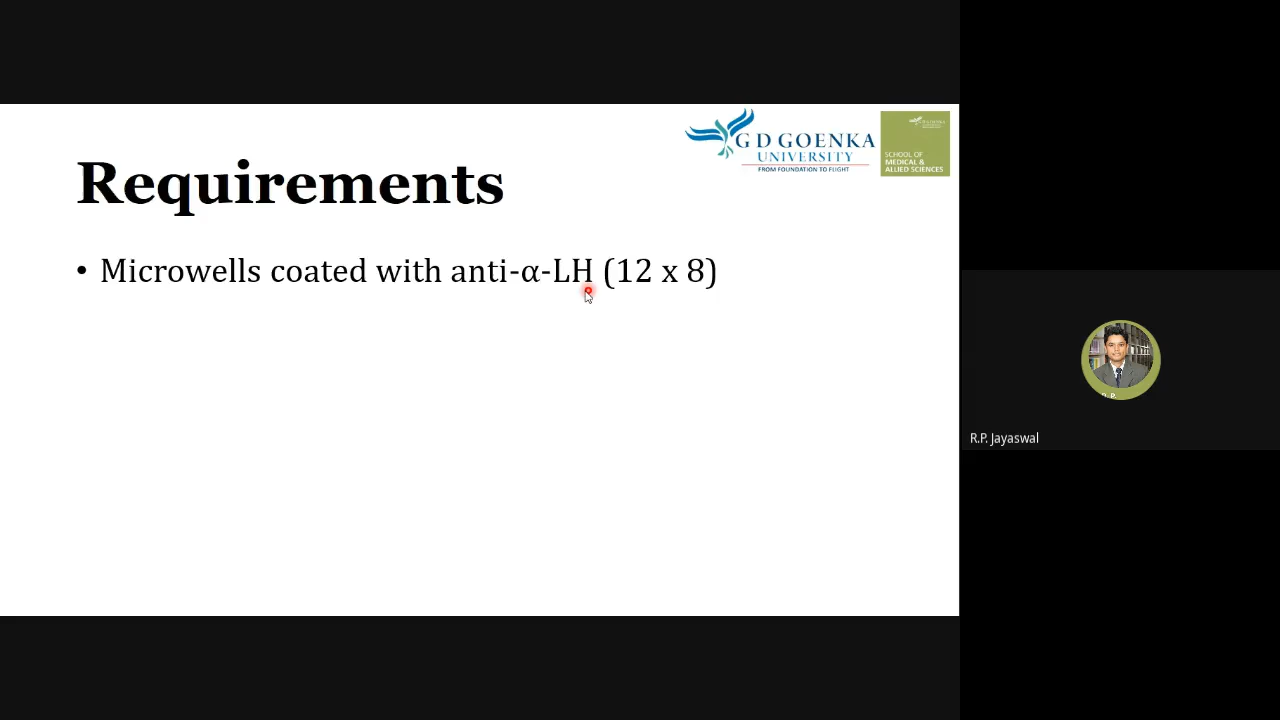 G D GOENKA
UNIVERSITY
FROM FOUNDATION TO FLIGHT
SCHOOL OF
MEDICAL &
ALLIED SCIENCES
Requirements
• Microwells coated with anti-α-LH (12 x 8)
R.P. Jayaswal